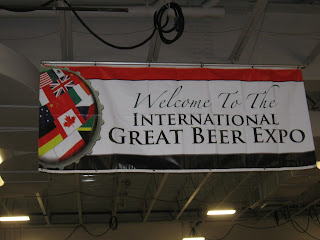 Welcome To The
International
Great Beer Expo